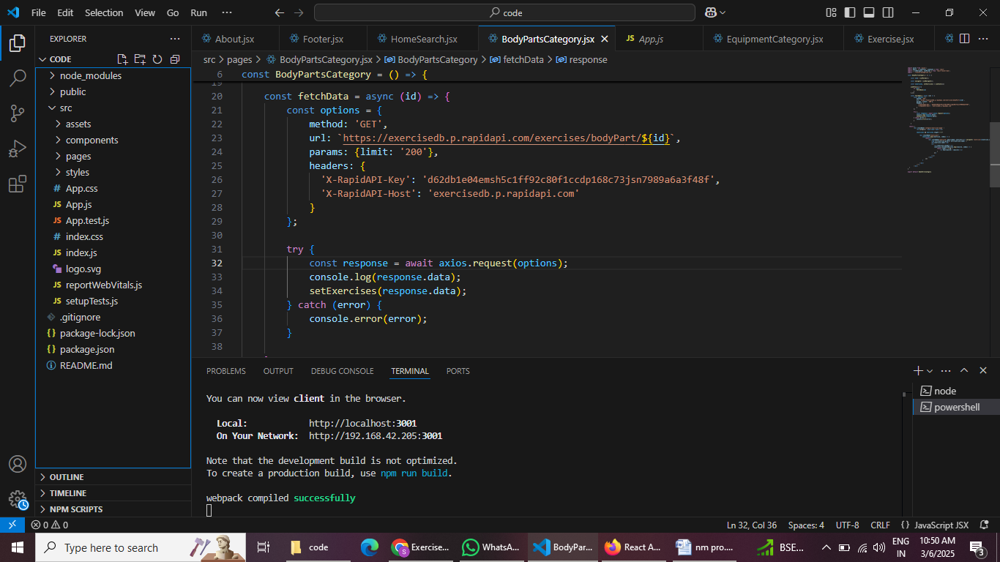 File Edit Selection View Go Run ··· code
EXPLORER ···
About.jsx Footer.jsx HomeSearch.jsx BodyPartsCategory.jsx JS App.js EquipmentCategory.jsx Exercise.jsx ···
CODE
src > pages > BodyPartsCategory.jsx > BodyPartsCategory > fetchData > response
node_modules
public
src
assets
components
pages
styles
# App.css
JS App.js
JS App.test.js
# index.css
JS index.js
logo.svg
JS reportWebVitals.js
JS setupTests.js
.gitignore
{} package-lock.json
{} package.json
README.md
OUTLINE
TIMELINE
NPM SCRIPTS
6 const BodyPartsCategory = () => {
19
20 const fetchData = async (id) => {
21 const options = {
22 method: 'GET',
23 url: `https://exercisedb.p.rapidapi.com/exercises/bodyPart/${id}`,
24 params: {limit: '200'},
25 headers: {
26 'X-RapidAPI-Key': 'd62db1e04emsh5c1ff92c80f1ccdp168c73jsn7989a6a3f48f',
27 'X-RapidAPI-Host': 'exercisedb.p.rapidapi.com'
28 }
29 };
30
31 try {
32 const response = await axios.request(options);
33 console.log(response.data);
34 setExercises(response.data);
35 } catch (error) {
36 console.error(error);
37 }
38
PROBLEMS OUTPUT DEBUG CONSOLE TERMINAL PORTS ···
You can now view client in the browser.
Local: http://localhost:3001
On Your Network: http://192.168.42.205:3001
Note that the development build is not optimized.
To create a production build, use npm run build.
webpack compiled successfully
node
powershell
0 0 Ln 32, Col 36 Spaces: 4 UTF-8 CRLF {} JavaScript JSX
Type here to search code Exercise... WhatsA... BodyPar... React A... nm pro.... BSE... ENG
IN 10:50 AM
3/6/2025 3